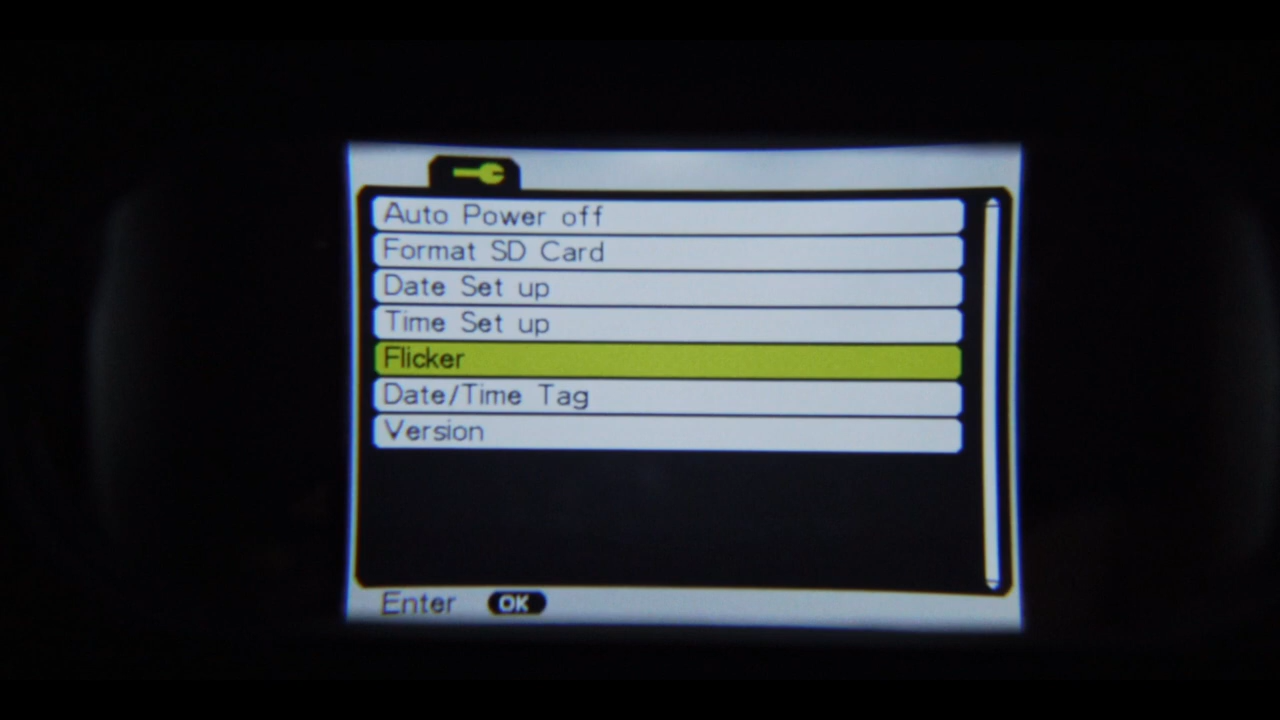 Auto Power off
Format SD Card
Date Set up
Time Set up
Flicker
Date/Time Tag
Version
Enter OK